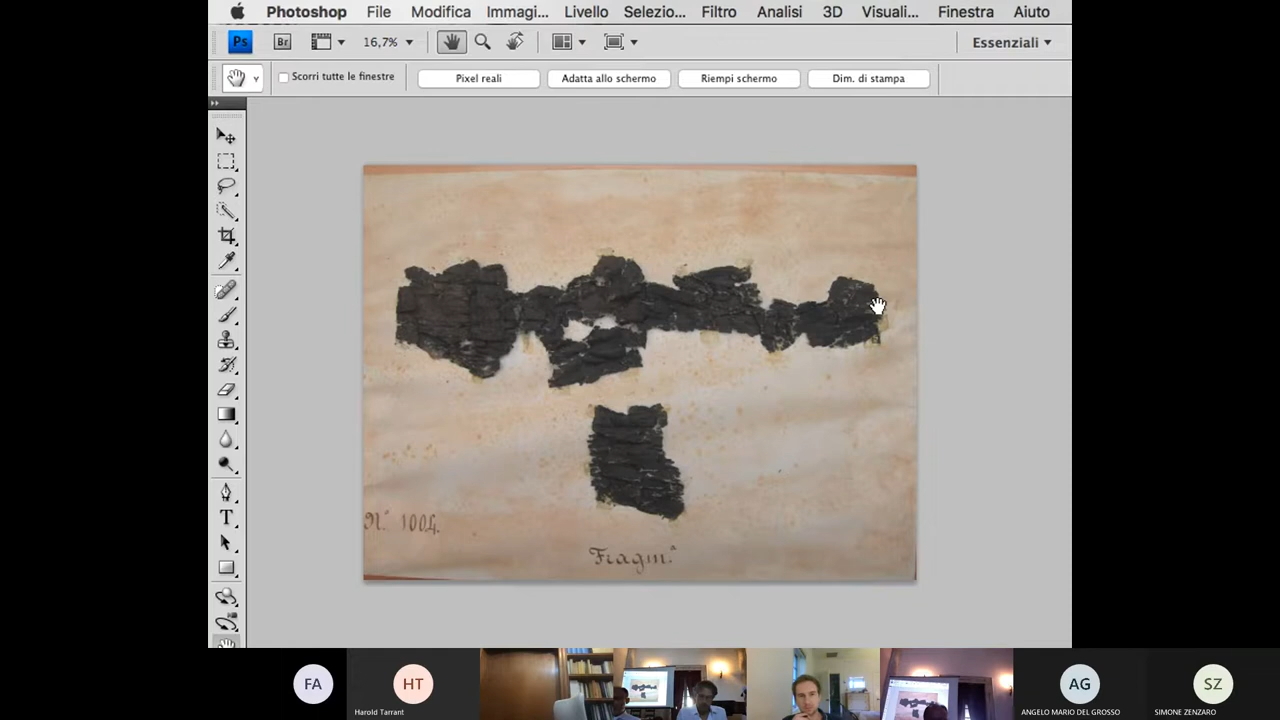 Photoshop File Modifica Immagi... Livello Selezio... Filtro Analisi 3D Visuali... Finestra Aiuto
Ps Br 16,7% Essenziali
Scorri tutte le finestre Pixel reali Adatta allo schermo Riempi schermo Dim. di stampa
T
N.° 1004.
Fragm.°
FA HT AG SZ
Harold Tarrant ANGELO MARIO DEL GROSSO SIMONE ZENZARO